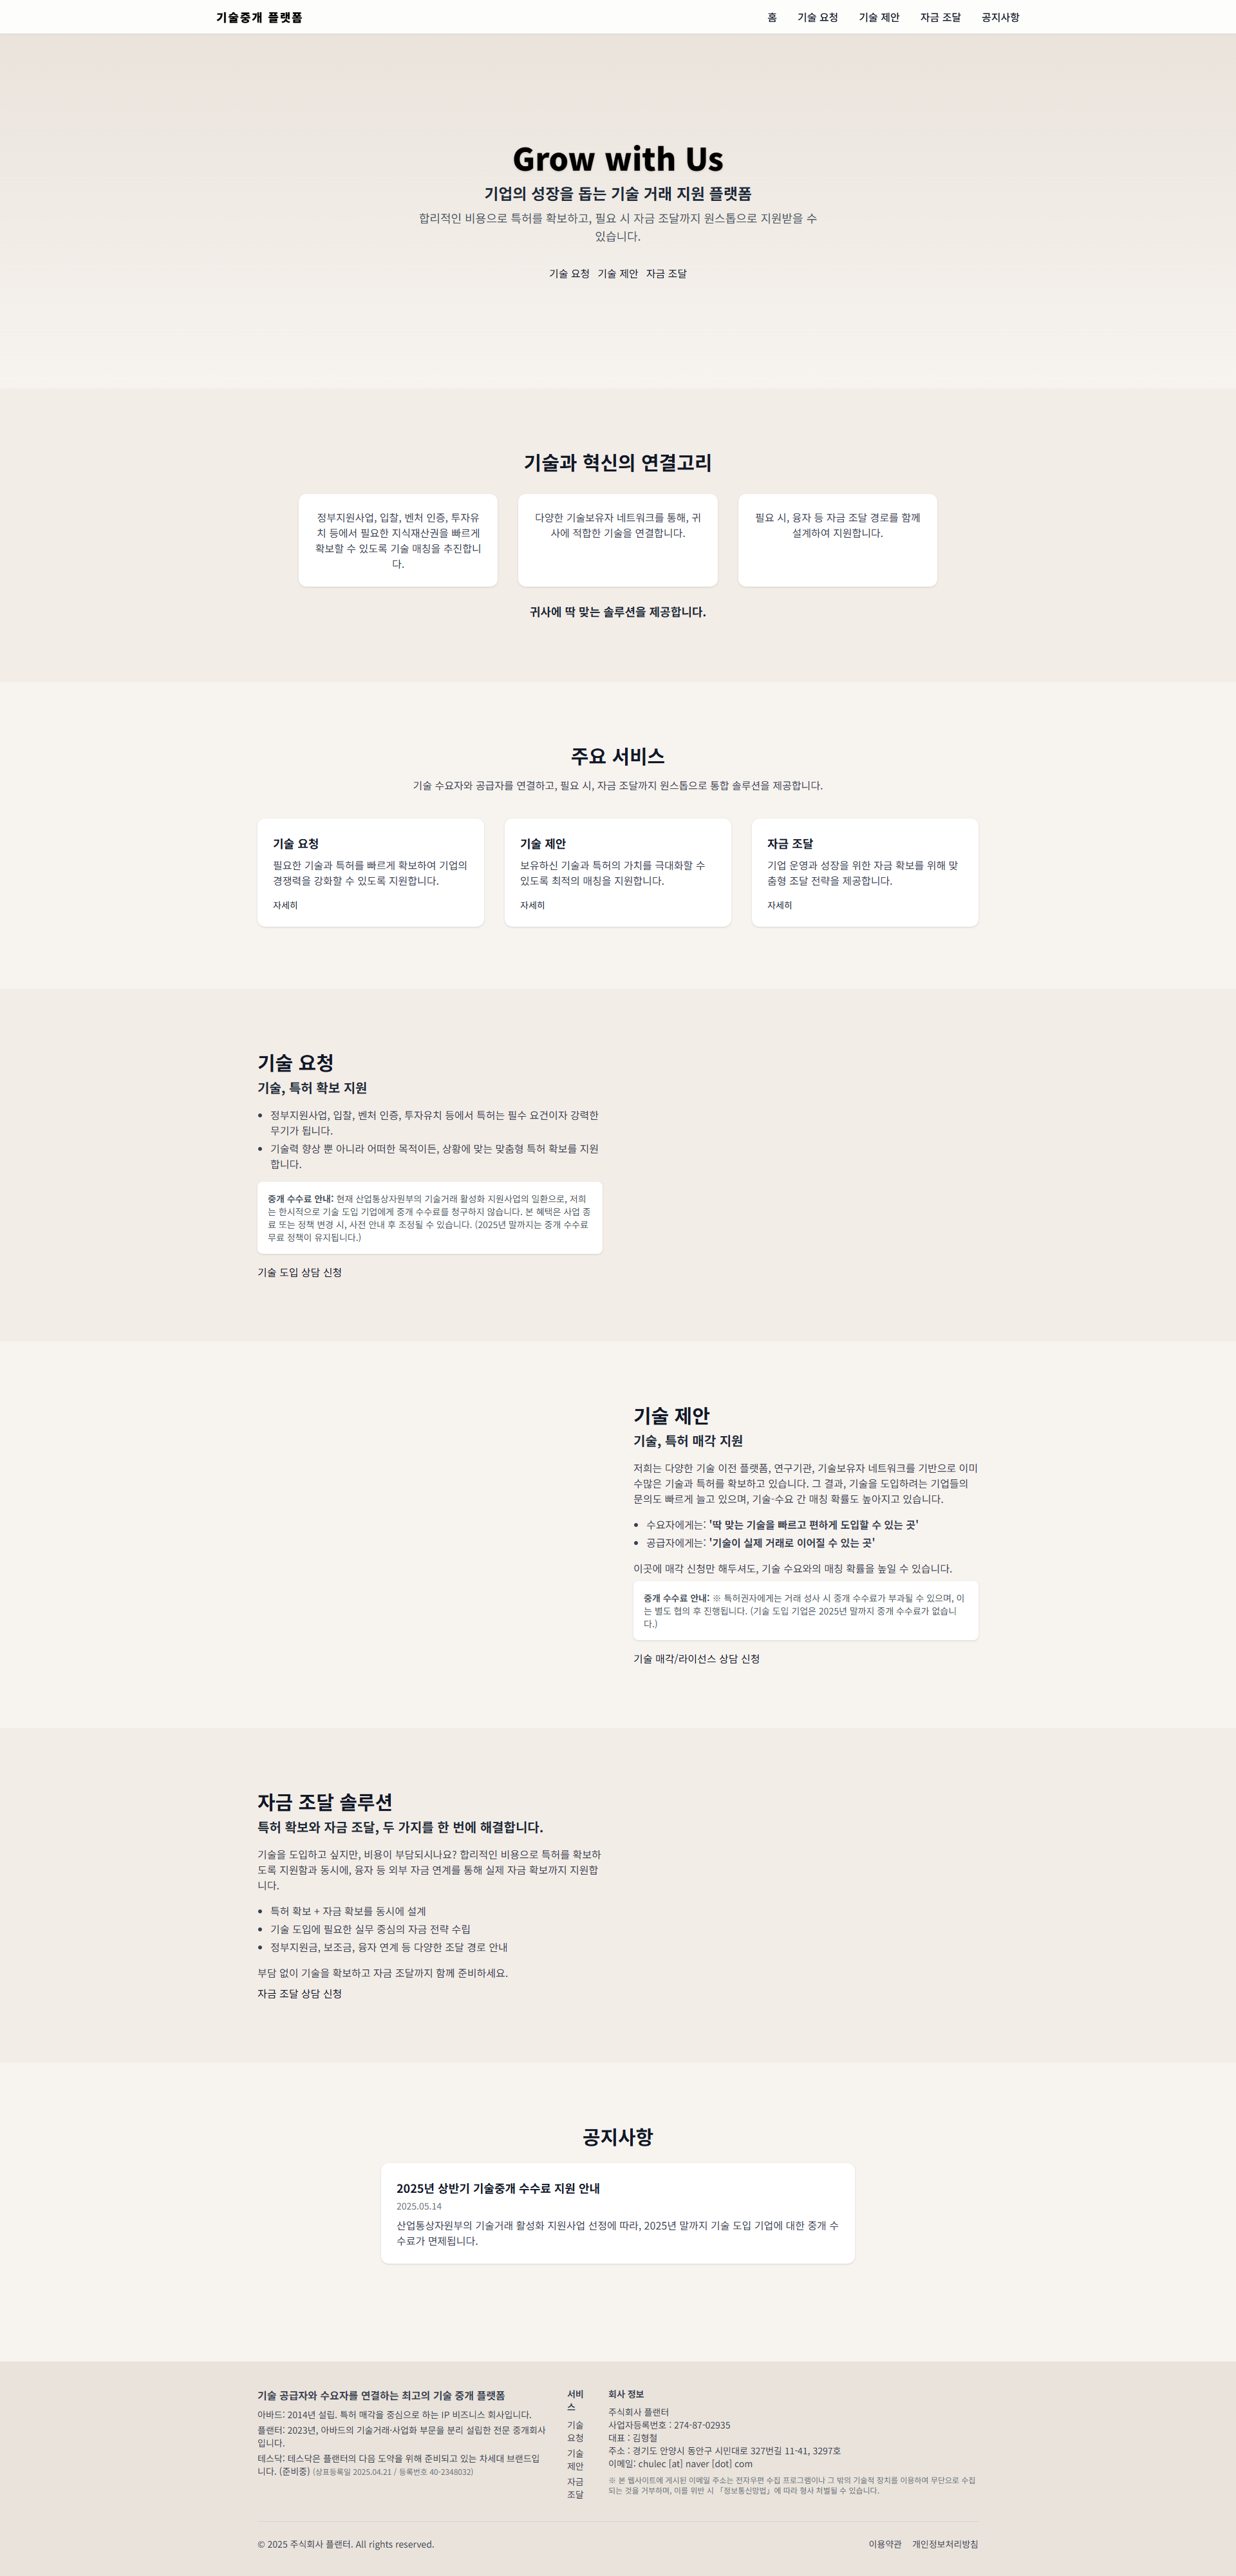 기술중개 플랫폼
홈 기술 요청 기술 제안 자금 조달 공지사항
Grow with Us
기업의 성장을 돕는 기술 거래 지원 플랫폼
합리적인 비용으로 특허를 확보하고, 필요 시 자금 조달까지 원스톱으로 지원받을 수
있습니다.
기술 요청 기술 제안 자금 조달
기술과 혁신의 연결고리
정부지원사업, 입찰, 벤처 인증, 투자유
치 등에서 필요한 지식재산권을 빠르게
확보할 수 있도록 기술 매칭을 추진합니
다.
다양한 기술보유자 네트워크를 통해, 귀
사에 적합한 기술을 연결합니다.
필요 시, 융자 등 자금 조달 경로를 함께
설계하여 지원합니다.
귀사에 딱 맞는 솔루션을 제공합니다.
주요 서비스
기술 수요자와 공급자를 연결하고, 필요 시, 자금 조달까지 원스톱으로 통합 솔루션을 제공합니다.
기술 요청
필요한 기술과 특허를 빠르게 확보하여 기업의
경쟁력을 강화할 수 있도록 지원합니다.
자세히
기술 제안
보유하신 기술과 특허의 가치를 극대화할 수
있도록 최적의 매칭을 지원합니다.
자세히
자금 조달
기업 운영과 성장을 위한 자금 확보를 위해 맞
춤형 조달 전략을 제공합니다.
자세히
기술 요청
기술, 특허 확보 지원
• 정부지원사업, 입찰, 벤처 인증, 투자유치 등에서 특허는 필수 요건이자 강력한
무기가 됩니다.
• 기술력 향상 뿐 아니라 어떠한 목적이든, 상황에 맞는 맞춤형 특허 확보를 지원
합니다.
중개 수수료 안내: 현재 산업통상자원부의 기술거래 활성화 지원사업의 일환으로, 저희
는 한시적으로 기술 도입 기업에게 중개 수수료를 청구하지 않습니다. 본 혜택은 사업 종
료 또는 정책 변경 시, 사전 안내 후 조정될 수 있습니다. (2025년 말까지는 중개 수수료
무료 정책이 유지됩니다.)
기술 도입 상담 신청
기술 제안
기술, 특허 매각 지원
저희는 다양한 기술 이전 플랫폼, 연구기관, 기술보유자 네트워크를 기반으로 이미
수많은 기술과 특허를 확보하고 있습니다. 그 결과, 기술을 도입하려는 기업들의
문의도 빠르게 늘고 있으며, 기술-수요 간 매칭 확률도 높아지고 있습니다.
• 수요자에게는: '딱 맞는 기술을 빠르고 편하게 도입할 수 있는 곳'
• 공급자에게는: '기술이 실제 거래로 이어질 수 있는 곳'
이곳에 매각 신청만 해두셔도, 기술 수요와의 매칭 확률을 높일 수 있습니다.
중개 수수료 안내: ※ 특허권자에게는 거래 성사 시 중개 수수료가 부과될 수 있으며, 이
는 별도 협의 후 진행됩니다. (기술 도입 기업은 2025년 말까지 중개 수수료가 없습니
다.)
기술 매각/라이선스 상담 신청
자금 조달 솔루션
특허 확보와 자금 조달, 두 가지를 한 번에 해결합니다.
기술을 도입하고 싶지만, 비용이 부담되시나요? 합리적인 비용으로 특허를 확보하
도록 지원함과 동시에, 융자 등 외부 자금 연계를 통해 실제 자금 확보까지 지원합
니다.
• 특허 확보 + 자금 확보를 동시에 설계
• 기술 도입에 필요한 실무 중심의 자금 전략 수립
• 정부지원금, 보조금, 융자 연계 등 다양한 조달 경로 안내
부담 없이 기술을 확보하고 자금 조달까지 함께 준비하세요.
자금 조달 상담 신청
공지사항
2025년 상반기 기술중개 수수료 지원 안내
2025.05.14
산업통상자원부의 기술거래 활성화 지원사업 선정에 따라, 2025년 말까지 기술 도입 기업에 대한 중개 수
수료가 면제됩니다.
기술 공급자와 수요자를 연결하는 최고의 기술 중개 플랫폼
아바드: 2014년 설립. 특허 매각을 중심으로 하는 IP 비즈니스 회사입니다.
플랜터: 2023년, 아바드의 기술거래·사업화 부문을 분리 설립한 전문 중개회사
입니다.
테스닥: 테스닥은 플랜터의 다음 도약을 위해 준비되고 있는 차세대 브랜드입
니다. (준비중) (상표등록일 2025.04.21 / 등록번호 40-2348032)
서비
스
기술
요청
기술
제안
자금
조달
회사 정보
주식회사 플랜터
사업자등록번호 : 274-87-02935
대표 : 김형철
주소 : 경기도 안양시 동안구 시민대로 327번길 11-41, 3297호
이메일: chulec [at] naver [dot] com
※ 본 웹사이트에 게시된 이메일 주소는 전자우편 수집 프로그램이나 그 밖의 기술적 장치를 이용하여 무단으로 수집
되는 것을 거부하며, 이를 위반 시 「정보통신망법」에 따라 형사 처벌될 수 있습니다.
© 2025 주식회사 플랜터. All rights reserved.
이용약관 개인정보처리방침